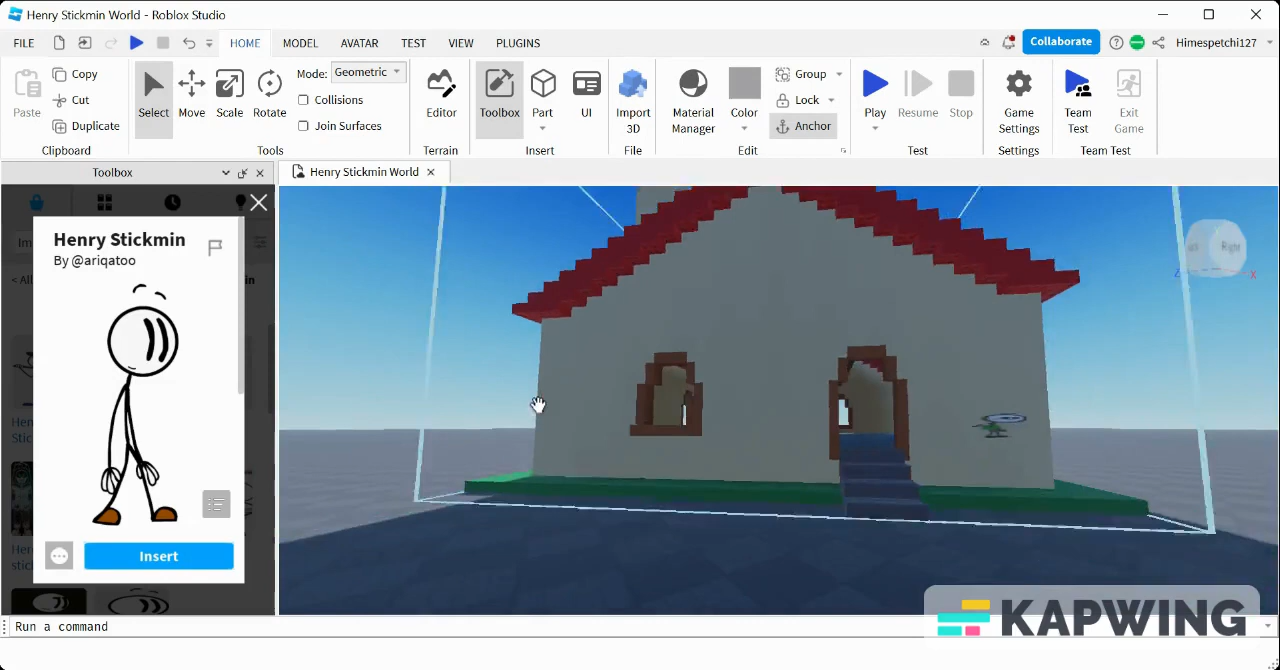 Henry Stickmin World - Roblox Studio
FILE HOME MODEL AVATAR TEST VIEW PLUGINS Collaborate Himespetchi127
Paste Copy Cut Duplicate Clipboard
Select Move Scale Rotate Mode: Geometric Collisions Join Surfaces Tools
Editor Terrain
Toolbox Part UI Insert
Import 3D File
Material Manager Color Group Lock Anchor Edit
Play Resume Stop Test
Game Settings Settings
Team Test Exit Game Team Test
Toolbox
Henry Stickmin World
Henry Stickmin
By @ariqatoo
< All
Insert
Right
X
Run a command
KAPWING